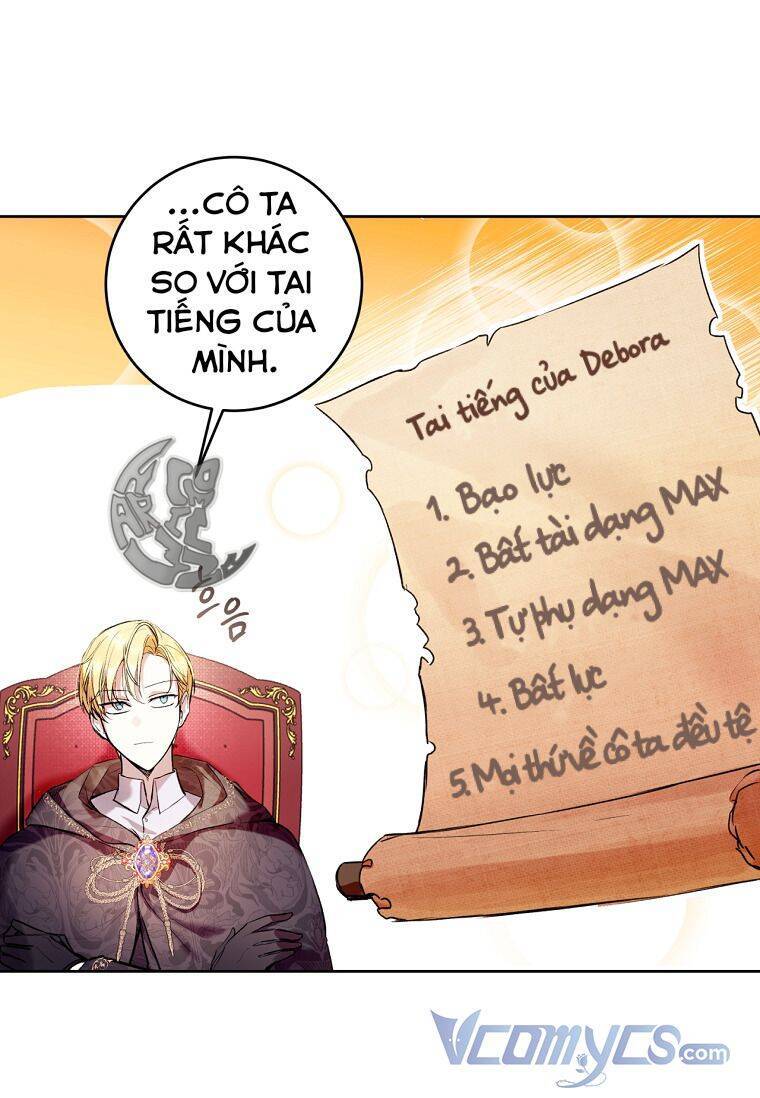 ...CÔ TA
RẤT KHÁC
SO VỚI TAI
TIẾNG CỦA
MÌNH.
Tai tiếng của Debora
1. Bạo lực
2. Bất tài dạng MAX
3. Tự phụ dạng MAX
4. Bất lực
5. Mọi thứ về cô ta đều tệ
흐음
VCOMYCS.com